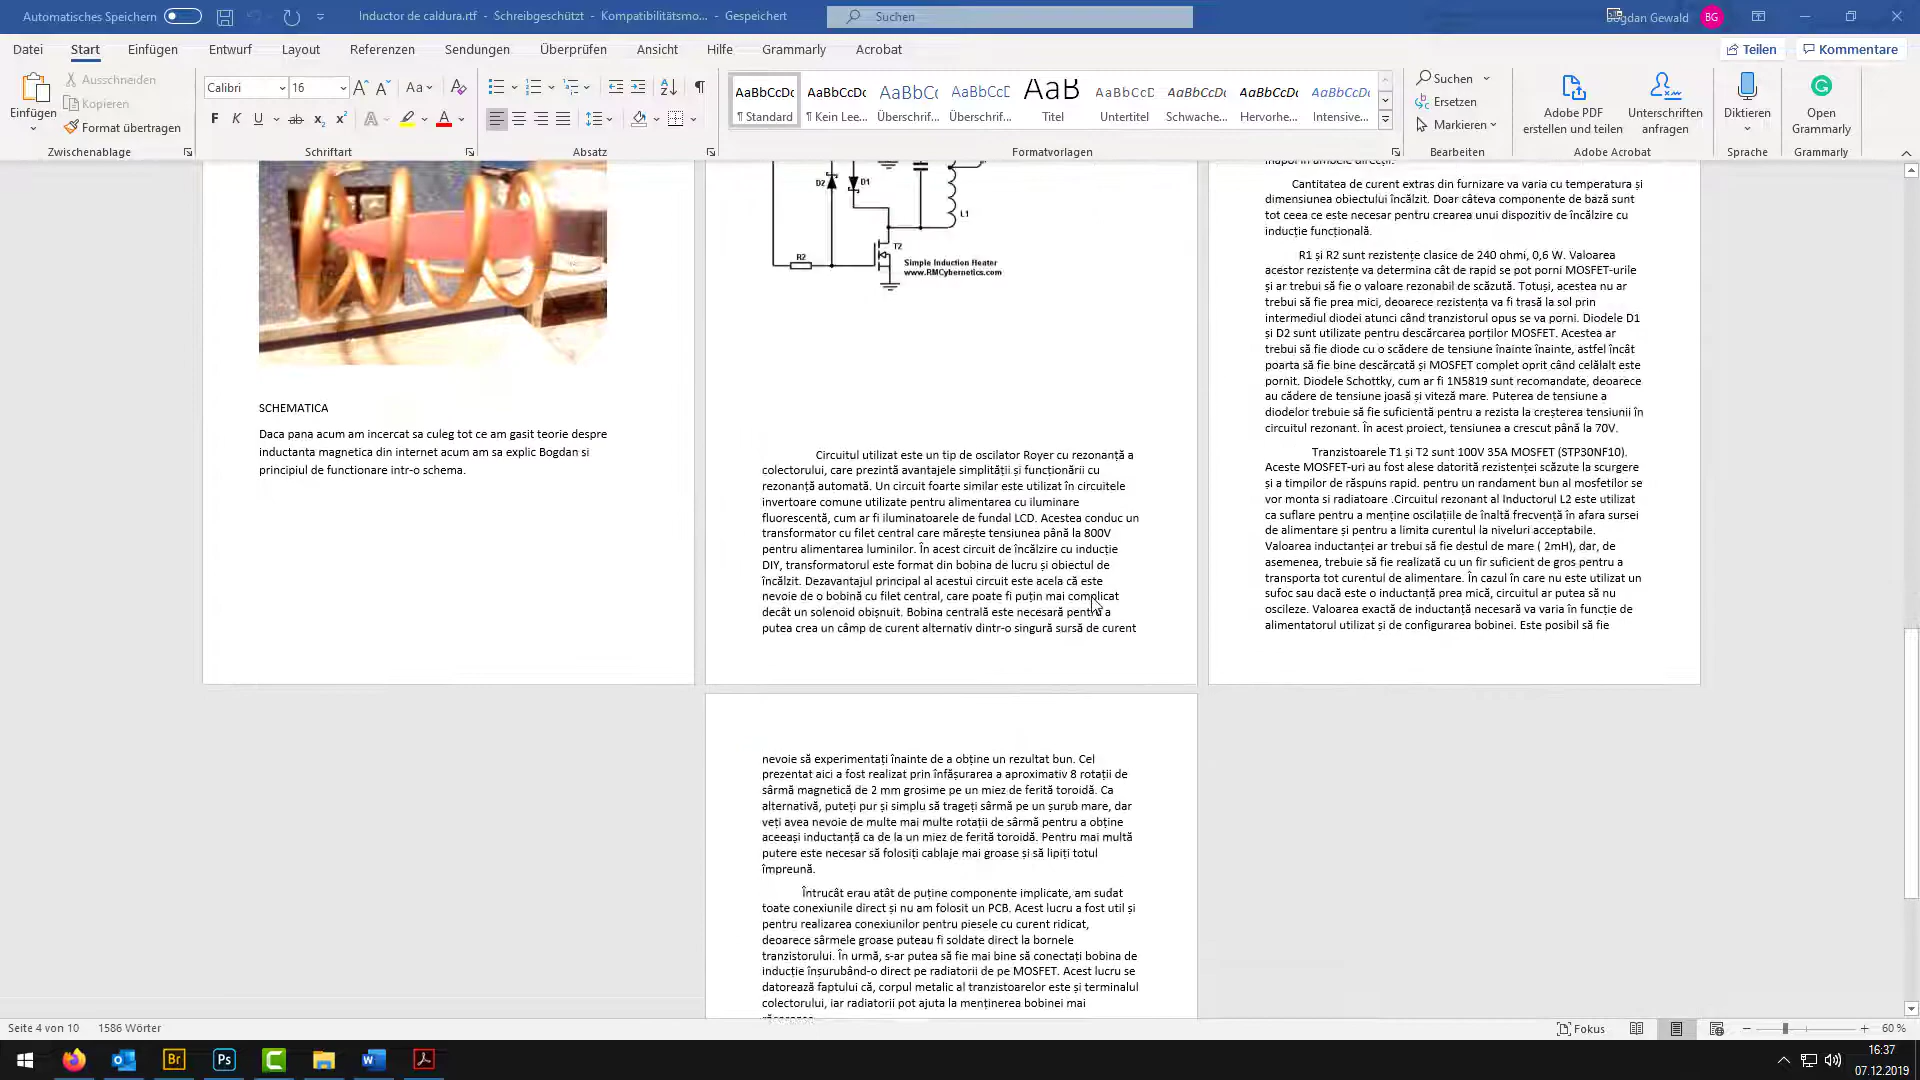 Automatisches Speichern
Inductor de caldura.rtf - Schreibgeschützt - Kompatibilitätsmo... - Gespeichert
Suchen
Bogdan Gewald
BG
Datei
Start
Einfügen
Entwurf
Layout
Referenzen
Sendungen
Überprüfen
Ansicht
Hilfe
Grammarly
Acrobat
Teilen
Kommentare
Einfügen
Ausschneiden
Kopieren
Format übertragen
Zwischenablage
Calibri
16
Schriftart
Absatz
AaBbCcDc
¶ Standard
AaBbCcDc
¶ Kein Lee...
AaBbCc
Überschrif...
AaBbCcD
Überschrif...
AaB
Titel
AaBbCcD
Untertitel
AaBbCcDc
Schwache...
AaBbCcDc
Hervorhe...
AaBbCcDc
Intensive...
Formatvorlagen
Suchen
Ersetzen
Markieren
Bearbeiten
Adobe PDF
erstellen und teilen
Unterschriften
anfragen
Adobe Acrobat
Diktieren
Sprache
Open
Grammarly
Grammarly
SCHEMATICA
Daca pana acum am incercat sa culeg tot ce am gasit teorie despre
inductanta magnetica din internet acum am sa explic Bogdan si
principiul de functionare intr-o schema.
D2
D1
L1
T2
R2
Simple Induction Heater
www.RMCybernetics.com
Circuitul utilizat este un tip de oscilator Royer cu rezonanță a
colectorului, care prezintă avantajele simplității și funcționării cu
rezonanță automată. Un circuit foarte similar este utilizat în circuitele
invertoare comune utilizate pentru alimentarea cu iluminare
fluorescentă, cum ar fi iluminatoarele de fundal LCD. Acestea conduc un
transformator cu filet central care mărește tensiunea până la 800V
pentru alimentarea luminilor. În acest circuit de încălzire cu inducție
DIY, transformatorul este format din bobina de lucru și obiectul de
încălzit. Dezavantajul principal al acestui circuit este acela că este
nevoie de o bobină cu filet central, care poate fi puțin mai complicat
decât un solenoid obișnuit. Bobina centrală este necesară pentru a
putea crea un câmp de curent alternativ dintr-o singură sursă de curent
înapoi în ambele direcții.
Cantitatea de curent extras din furnizare va varia cu temperatura și
dimensiunea obiectului încălzit. Doar câteva componente de bază sunt
tot ceea ce este necesar pentru crearea unui dispozitiv de încălzire cu
inducție funcțională.
R1 și R2 sunt rezistențe clasice de 240 ohmi, 0,6 W. Valoarea
acestor rezistențe va determina cât de rapid se pot porni MOSFET-urile
și ar trebui să fie o valoare rezonabil de scăzută. Totuși, acestea nu ar
trebui să fie prea mici, deoarece rezistența va fi trasă la sol prin
intermediul diodei atunci când tranzistorul opus se va porni. Diodele D1
și D2 sunt utilizate pentru descărcarea porților MOSFET. Acestea ar
trebui să fie diode cu o scădere de tensiune înainte înainte, astfel încât
poarta să fie bine descărcată și MOSFET complet oprit când celălalt este
pornit. Diodele Schottky, cum ar fi 1N5819 sunt recomandate, deoarece
au cădere de tensiune joasă și viteză mare. Puterea de tensiune a
diodelor trebuie să fie suficientă pentru a rezista la creșterea tensiunii în
circuitul rezonant. În acest proiect, tensiunea a crescut până la 70V.
Tranzistoarele T1 și T2 sunt 100V 35A MOSFET (STP30NF10).
Aceste MOSFET-uri au fost alese datorită rezistenței scăzute la scurgere
și a timpilor de răspuns rapid. pentru un randament bun al mosfetilor se
vor monta si radiatoare .Circuitul rezonant al Inductorul L2 este utilizat
ca suflare pentru a menține oscilațiile de înaltă frecvență în afara sursei
de alimentare și pentru a limita curentul la niveluri acceptabile.
Valoarea inductanței ar trebui să fie destul de mare ( 2mH), dar, de
asemenea, trebuie să fie realizată cu un fir suficient de gros pentru a
transporta tot curentul de alimentare. În cazul în care nu este utilizat un
sufoc sau dacă este o inductanță prea mică, circuitul ar putea să nu
oscileze. Valoarea exactă de inductanță necesară va varia în funcție de
alimentatorul utilizat și de configurarea bobinei. Este posibil să fie
nevoie să experimentați înainte de a obține un rezultat bun. Cel
prezentat aici a fost realizat prin înfășurarea a aproximativ 8 rotații de
sârmă magnetică de 2 mm grosime pe un miez de ferită toroidă. Ca
alternativă, puteți pur și simplu să trageți sârmă pe un șurub mare, dar
veți avea nevoie de multe mai multe rotații de sârmă pentru a obține
aceeași inductanță ca de la un miez de ferită toroidă. Pentru mai multă
putere este necesar să folosiți cablaje mai groase și să lipiți totul
împreună.
Întrucât erau atât de puține componente implicate, am sudat
toate conexiunile direct și nu am folosit un PCB. Acest lucru a fost util și
pentru realizarea conexiunilor pentru piesele cu curent ridicat,
deoarece sârmele groase puteau fi soldate direct la bornele
tranzistorului. În urmă, s-ar putea să fie mai bine să conectați bobina de
inducție înșurubând-o direct pe radiatorii de pe MOSFET. Acest lucru se
datorează faptului că, corpul metalic al tranzistoarelor este și terminalul
colectorului, iar radiatorii pot ajuta la menținerea bobinei mai
Seite 4 von 10
1586 Wörter
Fokus
60 %
Br
Ps
16:37
07.12.2019